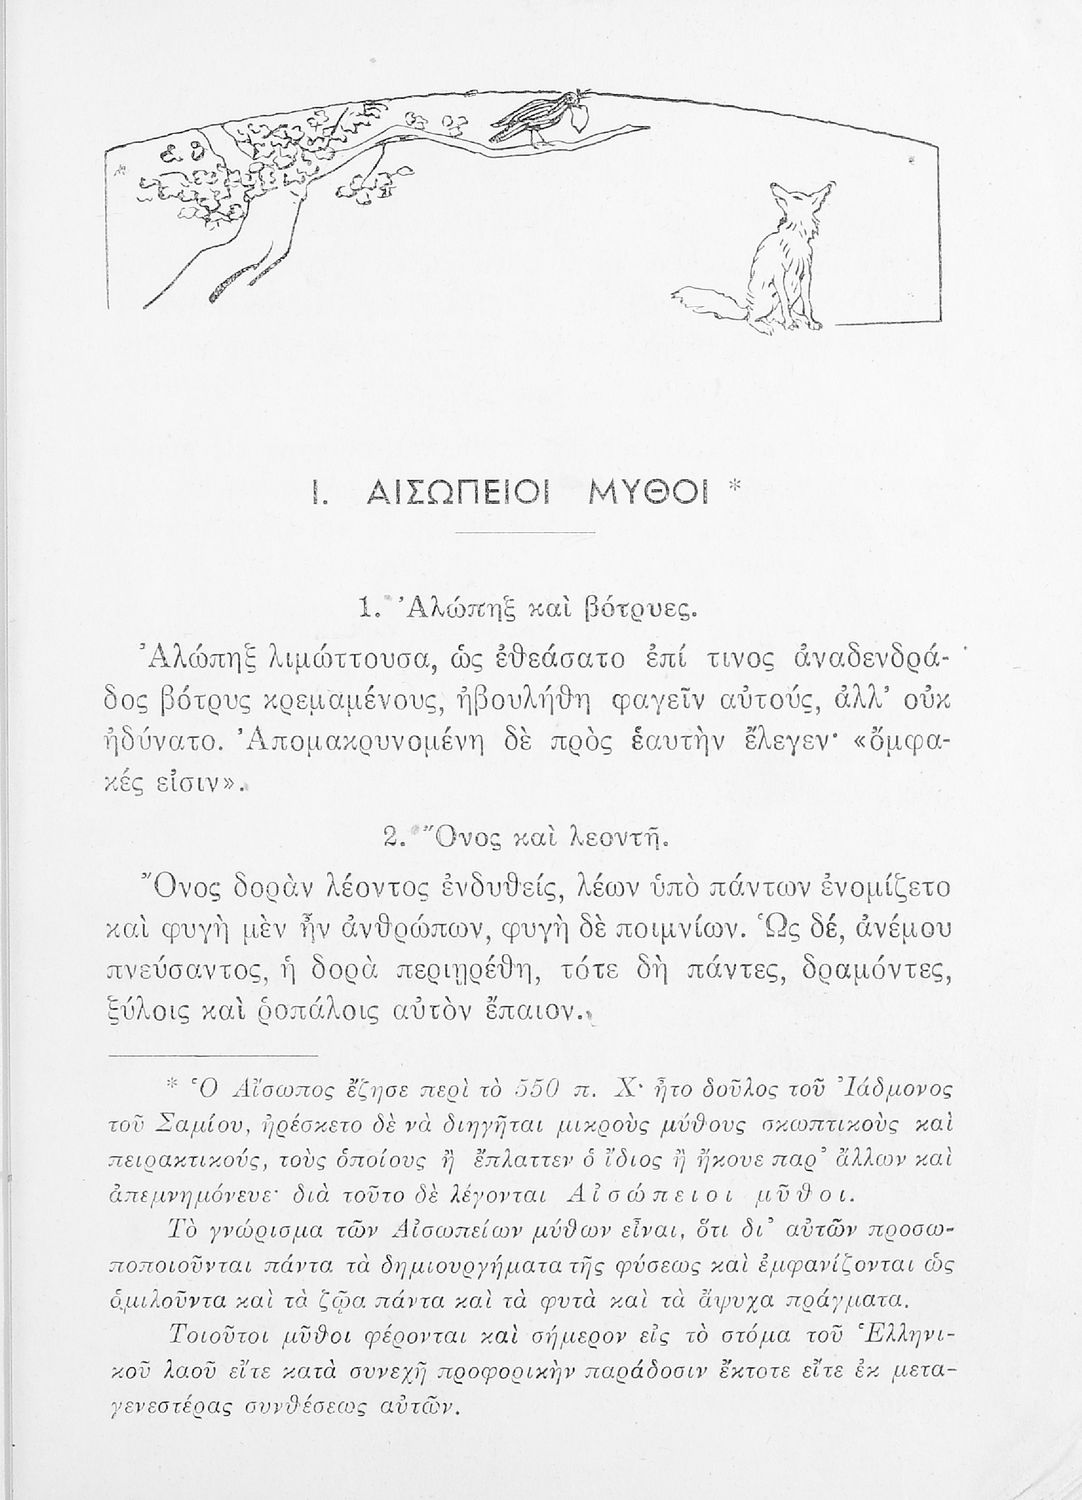 Ι. ΑΙΣΩΠΕΙΟΙ ΜΥΘΟΙ *
1. Ἀλώπηξ καὶ βότρυες.
Ἀλώπηξ λιμώττουσα, ὡς ἐθεάσατο ἐπί τινος ἀναδενδρά-
δος βότρυς κρεμαμένους, ἠβουλήθη φαγεῖν αὐτούς, ἀλλ’ οὐκ
ἠδύνατο. Ἀπομακρυνομένη δὲ πρὸς ἑαυτὴν ἔλεγεν· «ὄμφα-
κές εἰσιν».
2. Ὄνος καὶ λεοντῆ.
Ὄνος δορὰν λέοντος ἐνδυθείς, λέων ὑπὸ πάντων ἐνομίζετο
καὶ φυγὴ μὲν ἦν ἀνθρώπων, φυγὴ δὲ ποιμνίων. Ὡς δέ, ἀνέμου
πνεύσαντος, ἡ δορὰ περιῃρέθη, τότε δὴ πάντες, δραμόντες,
ξύλοις καὶ ῥοπάλοις αὐτὸν ἔπαιον.
* Ὁ Αἴσωπος ἔζησε περὶ τὸ 550 π. Χ· ἦτο δοῦλος τοῦ Ἰάδμονος
τοῦ Σαμίου, ἠρέσκετο δὲ νὰ διηγῆται μικροὺς μύθους σκωπτικοὺς καὶ
πειρακτικούς, τοὺς ὁποίους ἢ ἔπλαττεν ὁ ἴδιος ἢ ἤκουε παρ’ ἄλλων καὶ
ἀπεμνημόνευε· διὰ τοῦτο δὲ λέγονται Αἰσώπειοι μῦθοι.
Τὸ γνώρισμα τῶν Αἰσωπείων μύθων εἶναι, ὅτι δι’ αὐτῶν προσω-
ποποιοῦνται πάντα τὰ δημιουργήματα τῆς φύσεως καὶ ἐμφανίζονται ὡς
ὁμιλοῦντα καὶ τὰ ζῷα πάντα καὶ τὰ φυτὰ καὶ τὰ ἄψυχα πράγματα.
Τοιοῦτοι μῦθοι φέρονται καὶ σήμερον εἰς τὸ στόμα τοῦ Ἑλληνι-
κοῦ λαοῦ εἴτε κατὰ συνεχῆ προφορικὴν παράδοσιν ἔκτοτε εἴτε ἐκ μετα-
γενεστέρας συνθέσεως αὐτῶν.